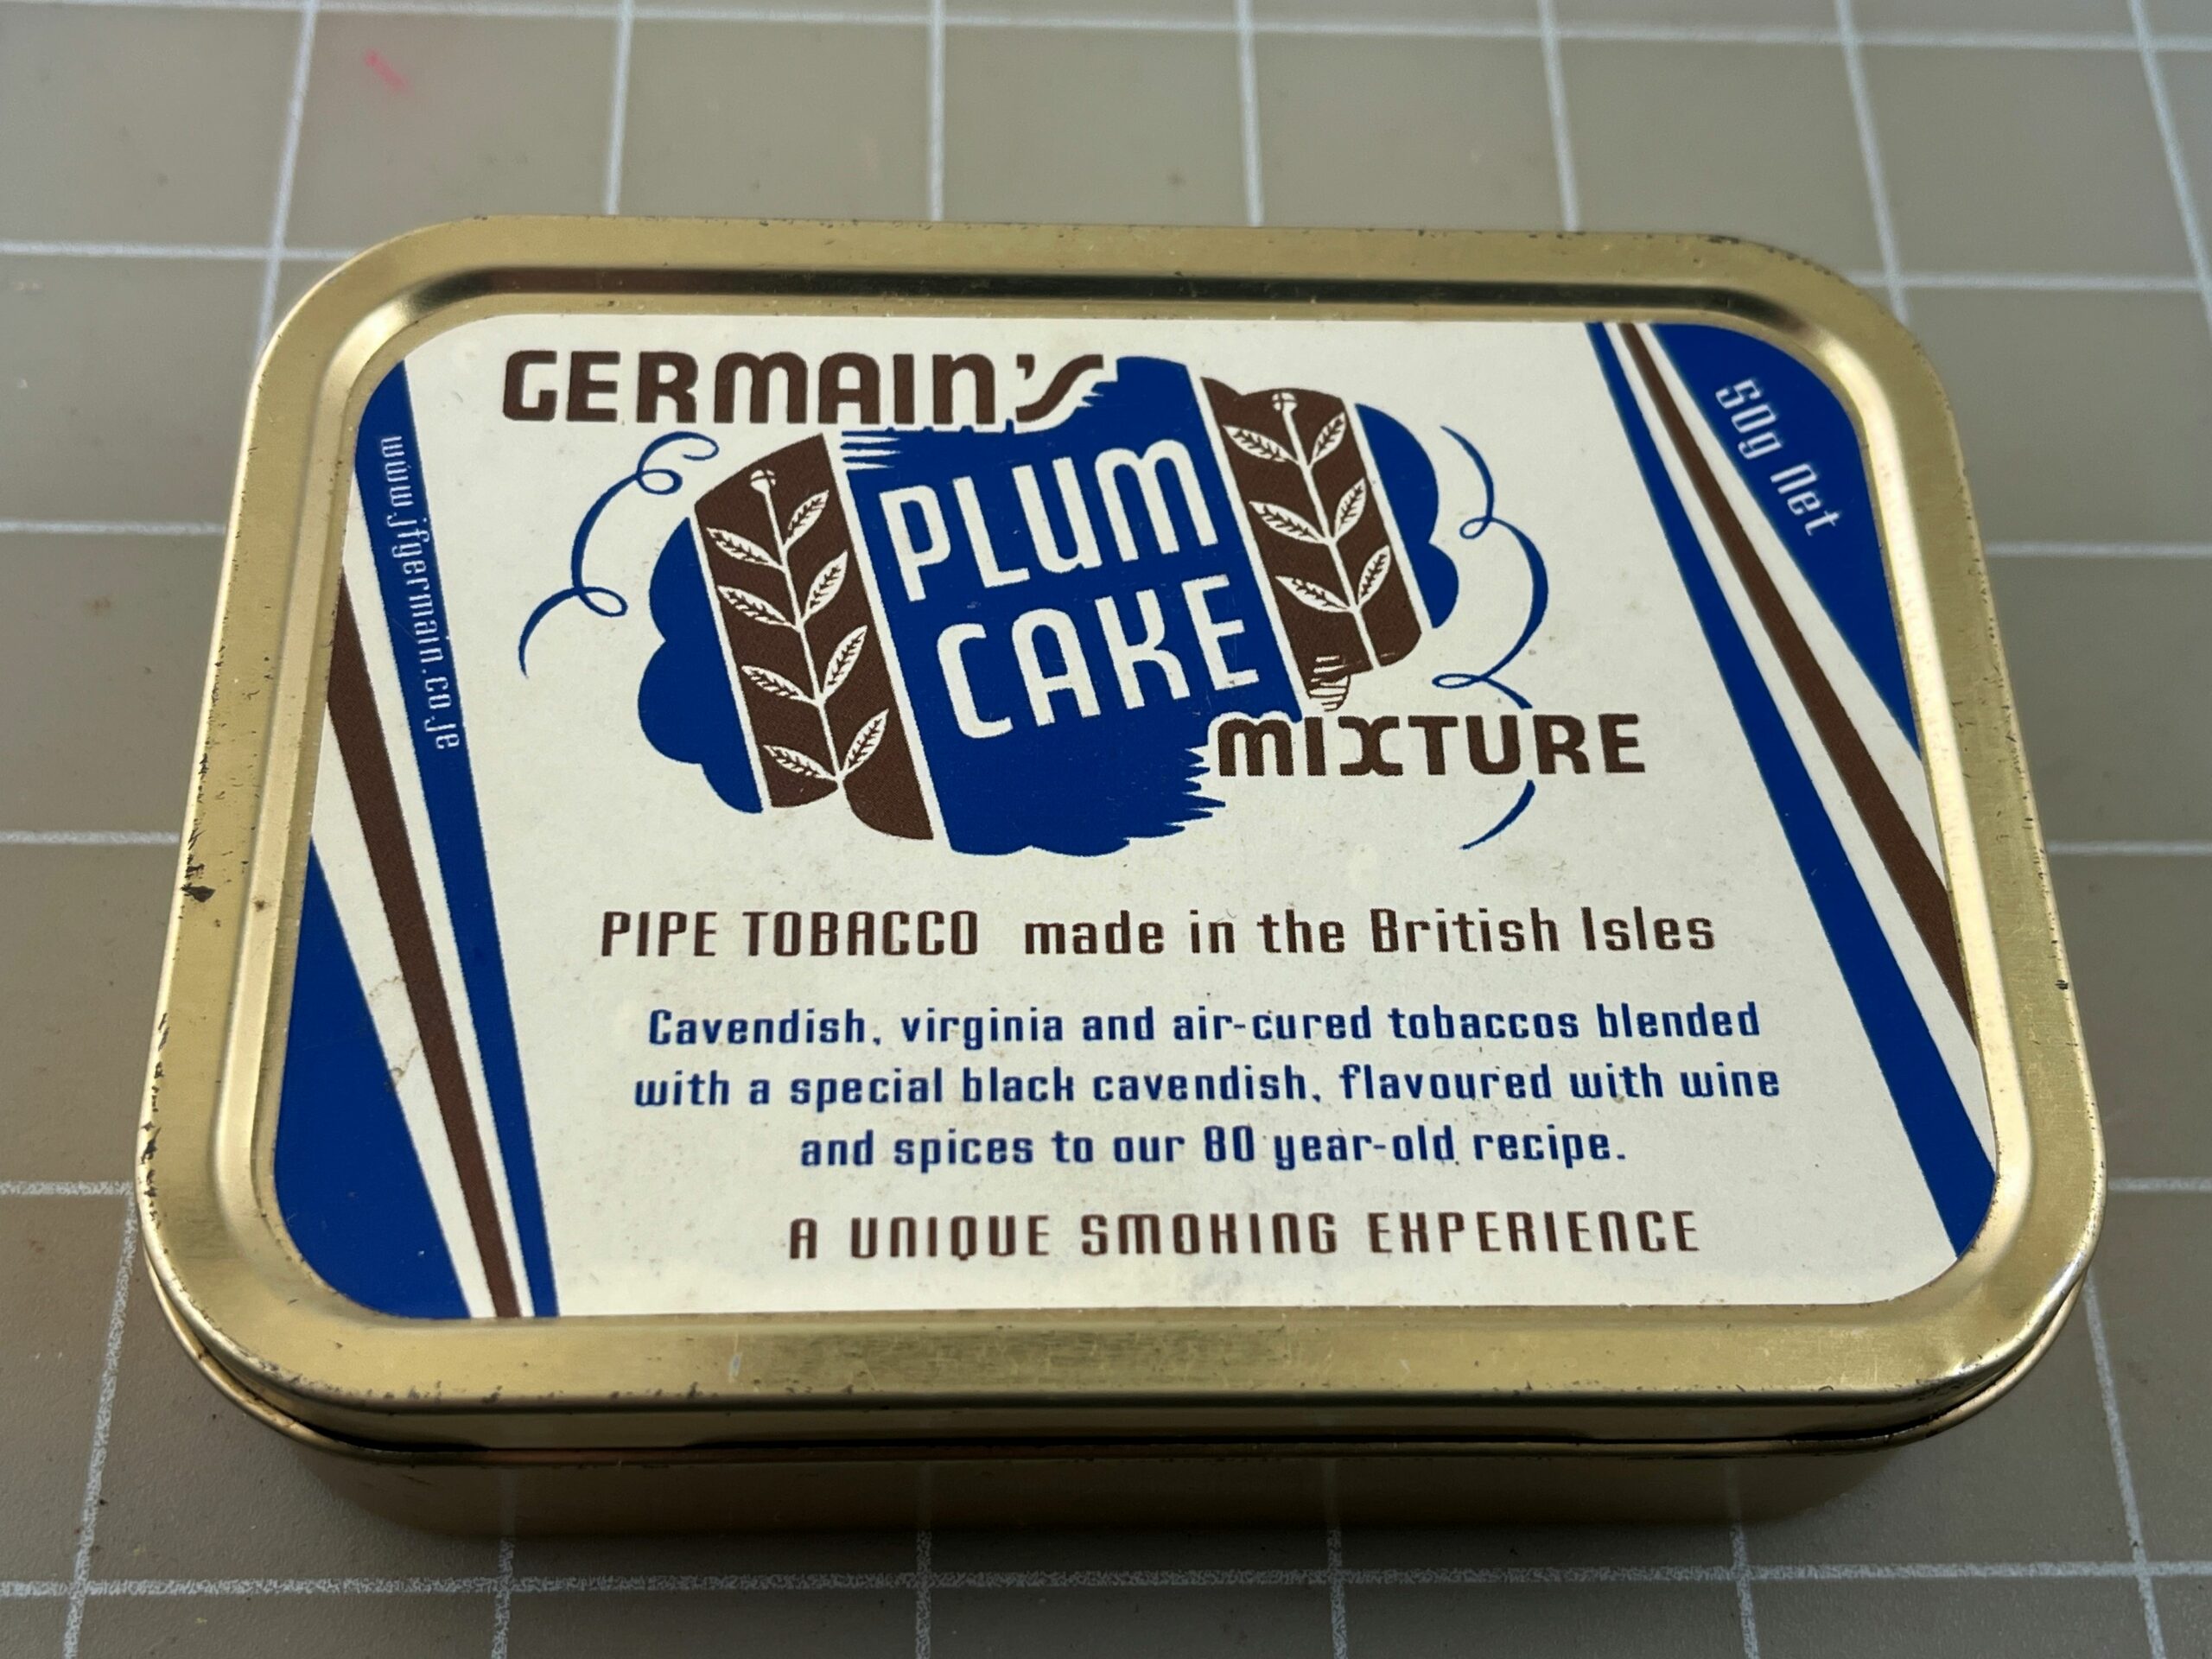 GERMAIN'S
PLUM
CAKE
MIXTURE
50g Net
www.jfgermain.co.je
PIPE TOBACCO made in the British Isles
Cavendish, virginia and air-cured tobaccos blended
with a special black cavendish, flavoured with wine
and spices to our 80 year-old recipe.
A UNIQUE SMOKING EXPERIENCE